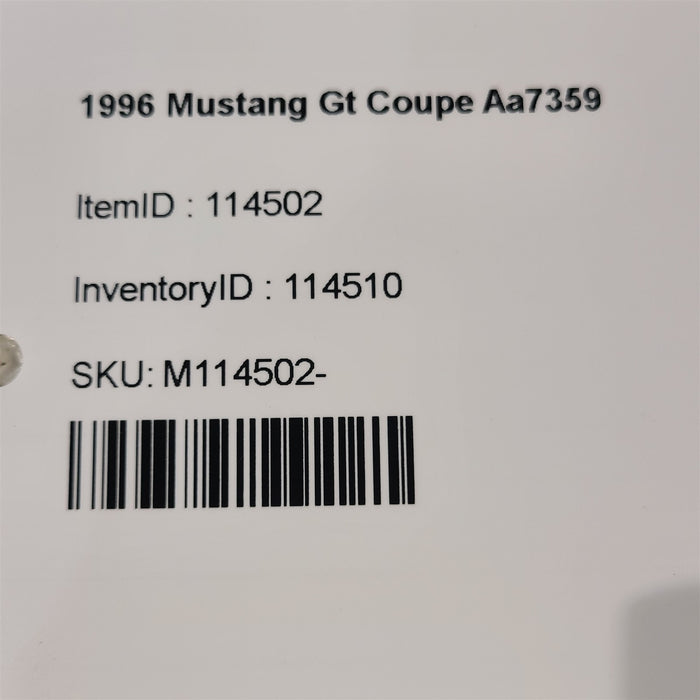 1996 Mustang Gt Coupe Aa7359
ItemID : 114502
InventoryID : 114510
SKU: M114502-